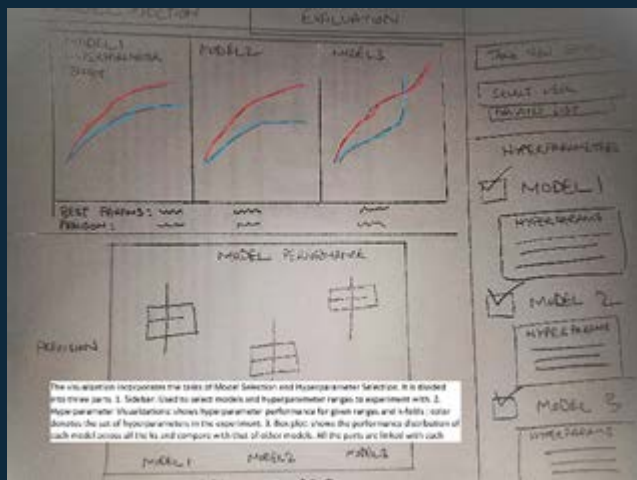 EVALUATION
MODEL 1
HYPERPARAMETER
MODEL 2
MODEL 3
SELECT
LIST
BEST PARAMS:
HYPERPARAMETERS
MODEL 1
HYPERPARAMS
MODEL PERFORMANCE
MODEL 2
HYPERPARAMS
PRECISION
MODEL 3
The visualization incorporates the tasks of Model Selection and Hyperparameter Selection. It is divided
into three parts. 1. Sidebar: Used to select models and hyperparameter ranges to experiment with. 2.
Hyperparameter Visualizations: shows hyperparameter performance for given ranges and k-folds; color
denotes the set of hyperparameters in the experiment. 3. Box plot: shows the performance distribution of
each model across all the ks and compare with that of other models. All the parts are linked with each
MODEL 1
MODEL 2
MODEL 3